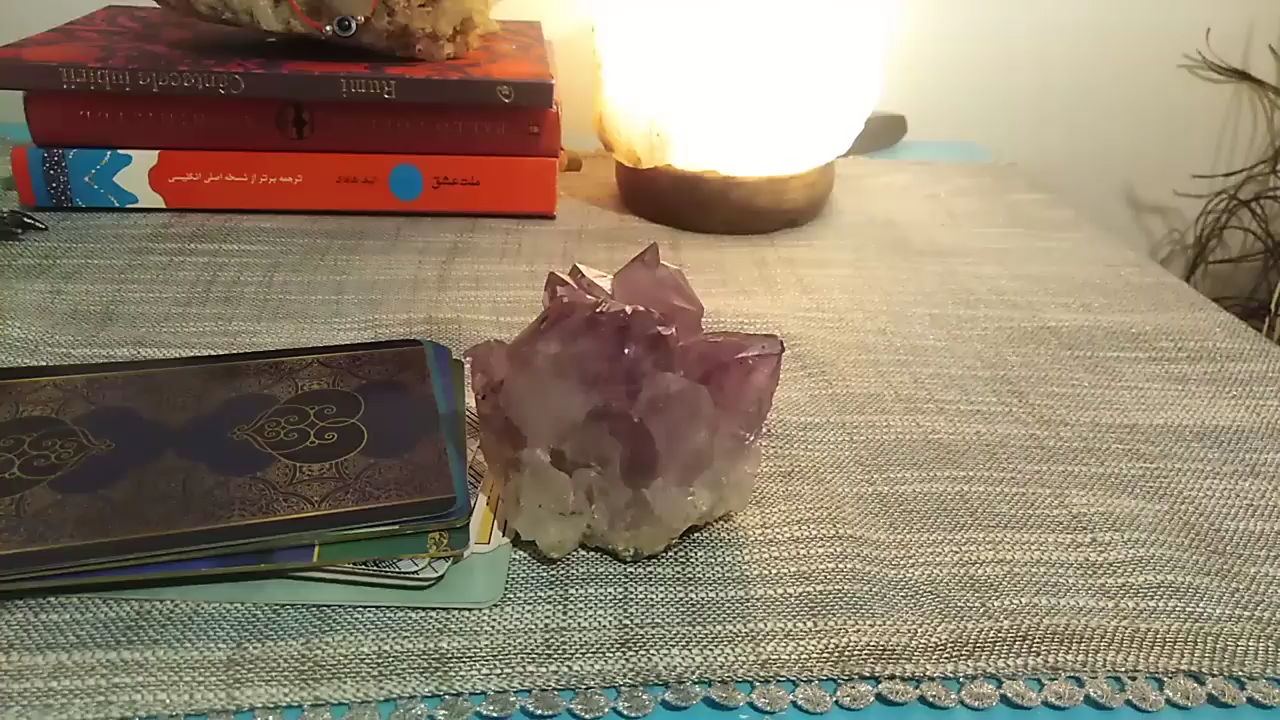 Rumi Cântecele iubirii
ملت عشق
الیف شافاک
ترجمه برتر از نسخه اصلی انگلیسی